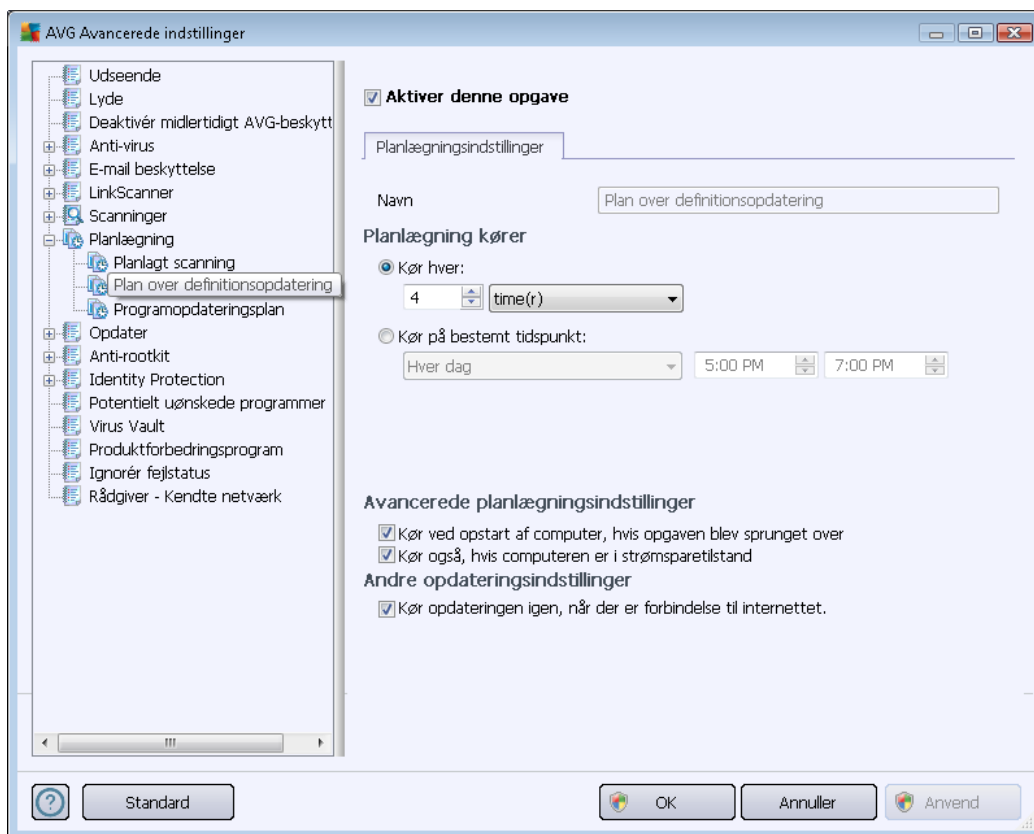 AVG Avancerede indstillinger
Udseende
Lyde
Deaktivér midlertidigt AVG-beskytt
Anti-virus
E-mail beskyttelse
LinkScanner
Scanninger
Planlægning
Planlagt scanning
Plan over definitionsopdatering
Programopdateringsplan
Opdater
Anti-rootkit
Identity Protection
Potentielt uønskede programmer
Virus Vault
Produktforbedringsprogram
Ignorér fejlstatus
Rådgiver - Kendte netværk
Aktiver denne opgave
Planlægningsindstillinger
Navn
Plan over definitionsopdatering
Planlægning kører
Kør hver:
4 time(r)
Kør på bestemt tidspunkt:
Hver dag 5:00 PM 7:00 PM
Avancerede planlægningsindstillinger
Kør ved opstart af computer, hvis opgaven blev sprunget over
Kør også, hvis computeren er i strømsparetilstand
Andre opdateringsindstillinger
Kør opdateringen igen, når der er forbindelse til internettet.
Standard OK Annuller Anvend